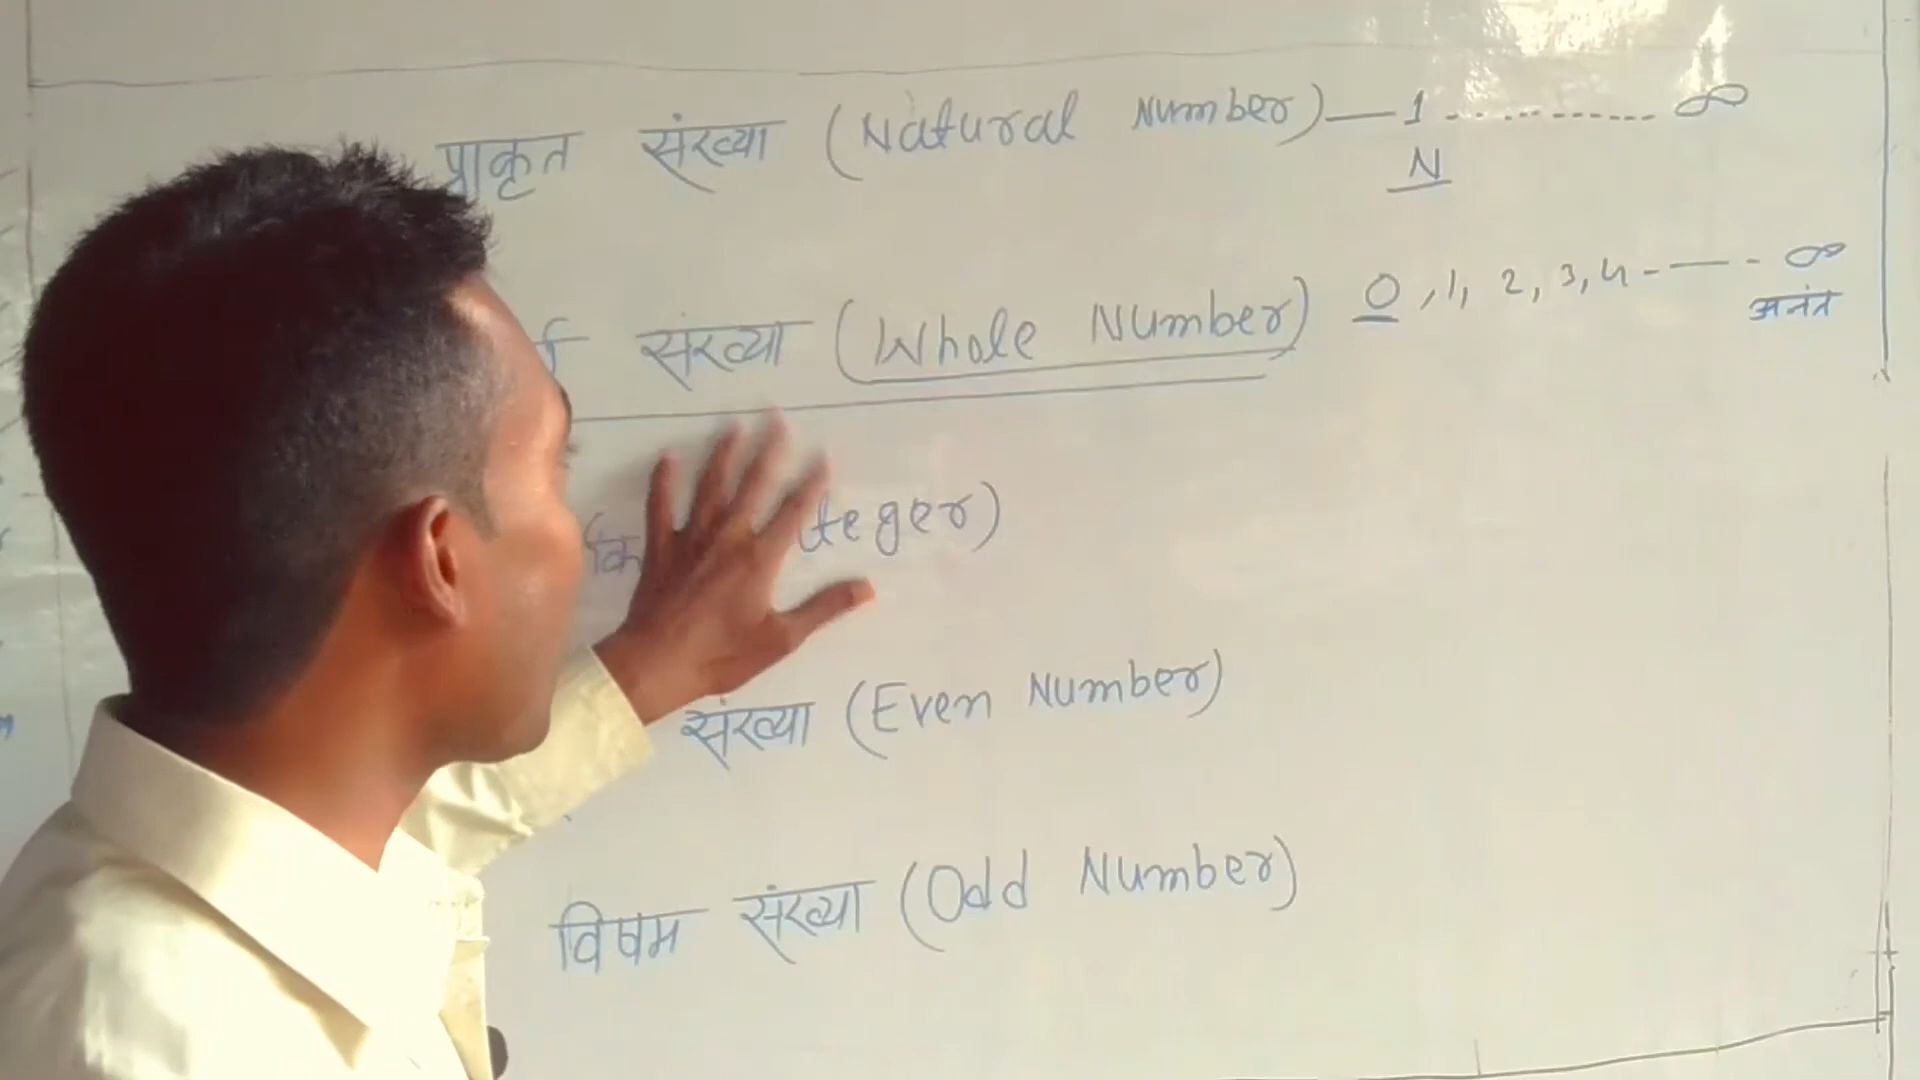 प्राकृत संख्या (Natural Number) — 1 ------------ ∞
N
संख्या (Whole Number) 0, 1, 2, 3, 4 - — - ∞
अनंत
teger)
संख्या (Even Number)
विषम संख्या (Odd Number)